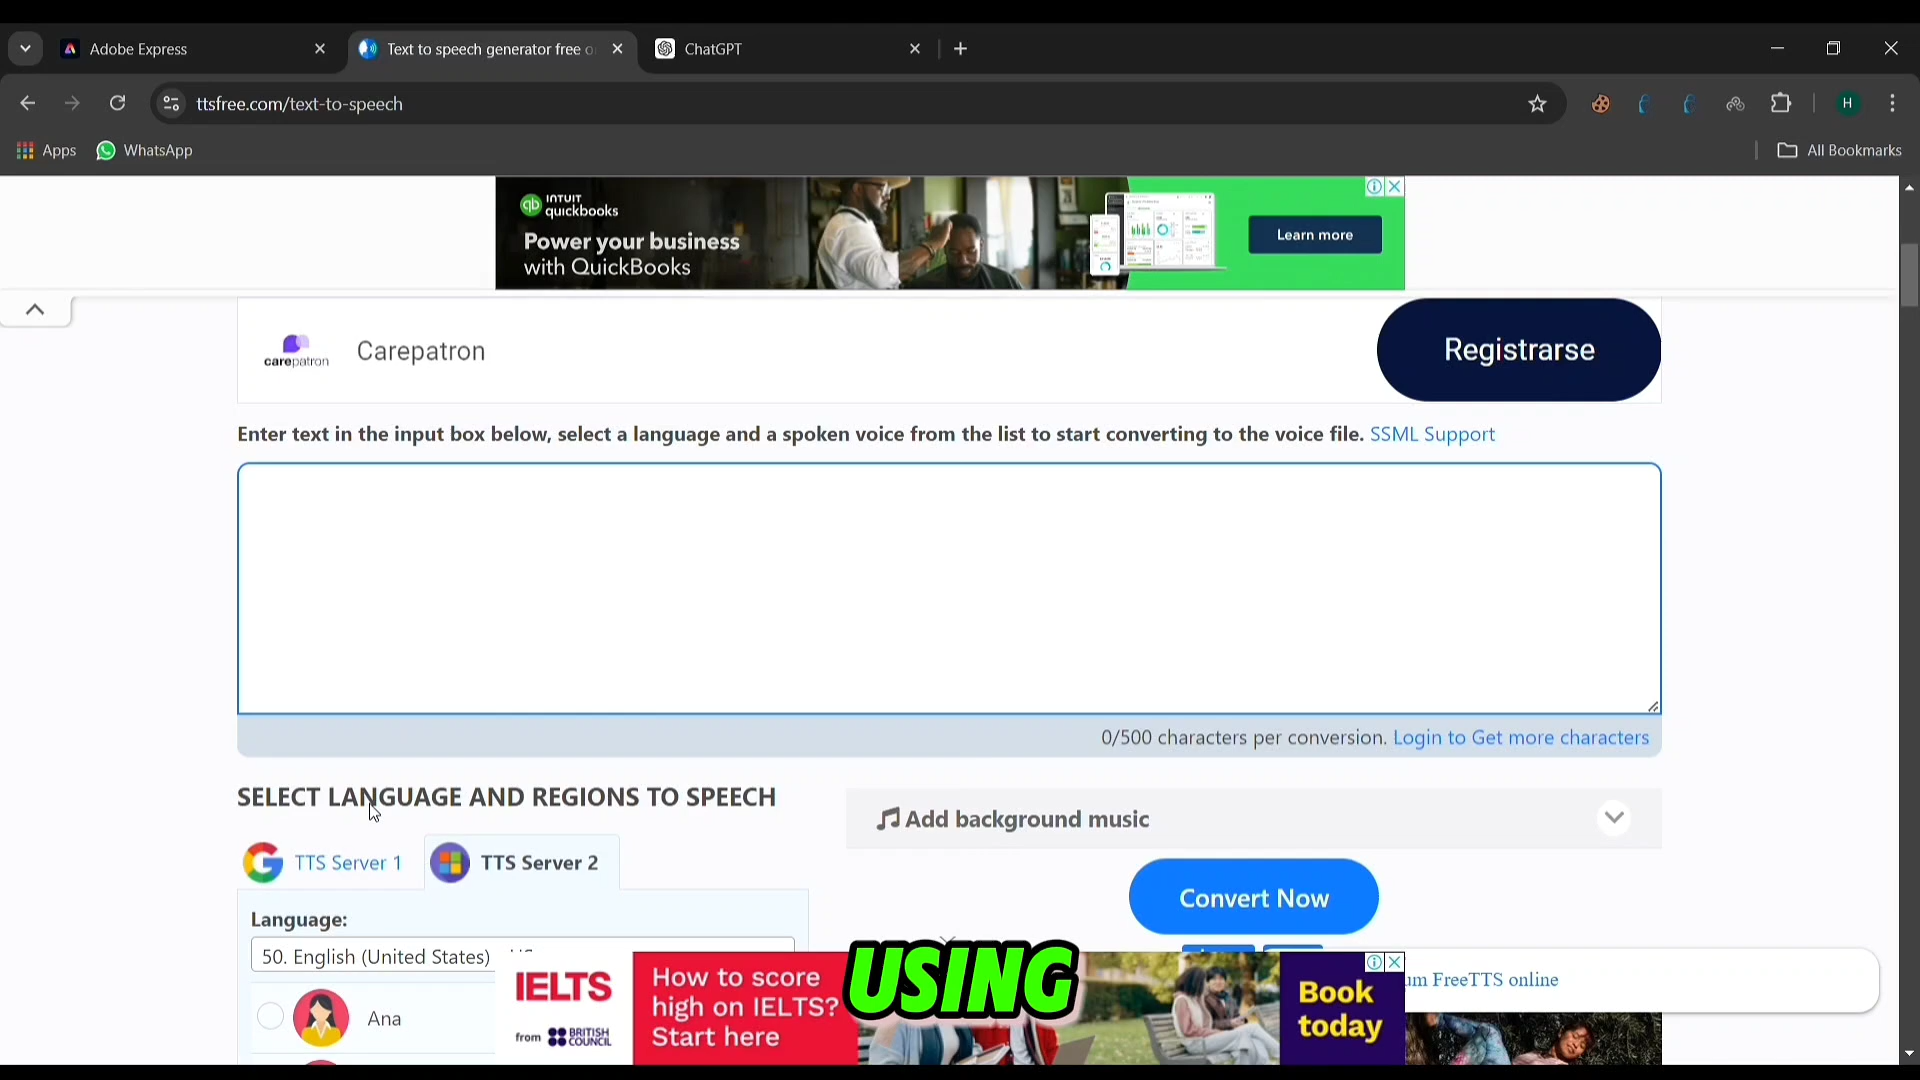 Adobe Express
Text to speech generator free o
ChatGPT
ttsfree.com/text-to-speech
H
Apps
WhatsApp
All Bookmarks
INTUIT
quickbooks
Power your business
with QuickBooks
Learn more
carepatron
Carepatron
Registrarse
Enter text in the input box below, select a language and a spoken voice from the list to start converting to the voice file. SSML Support
0/500 characters per conversion. Login to Get more characters
SELECT LANGUAGE AND REGIONS TO SPEECH
Add background music
TTS Server 1
TTS Server 2
Convert Now
Language:
50. English (United States)
Ana
IELTS
from BRITISH COUNCIL
How to score
high on IELTS?
Start here
USING
Book
today
um FreeTTS online